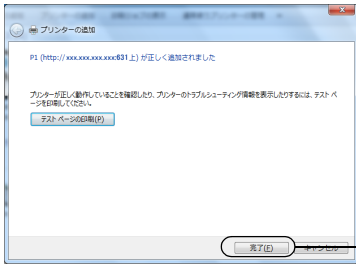 プリンターの追加
P1 (http://xxx.xxx.xxx.xxx:631 上) が正しく追加されました
プリンターが正しく動作していることを確認したり、プリンターのトラブルシューティング情報を表示したりするには、テスト ペ
ージを印刷してください。
テスト ページの印刷(P)
完了(F)
キャンセル